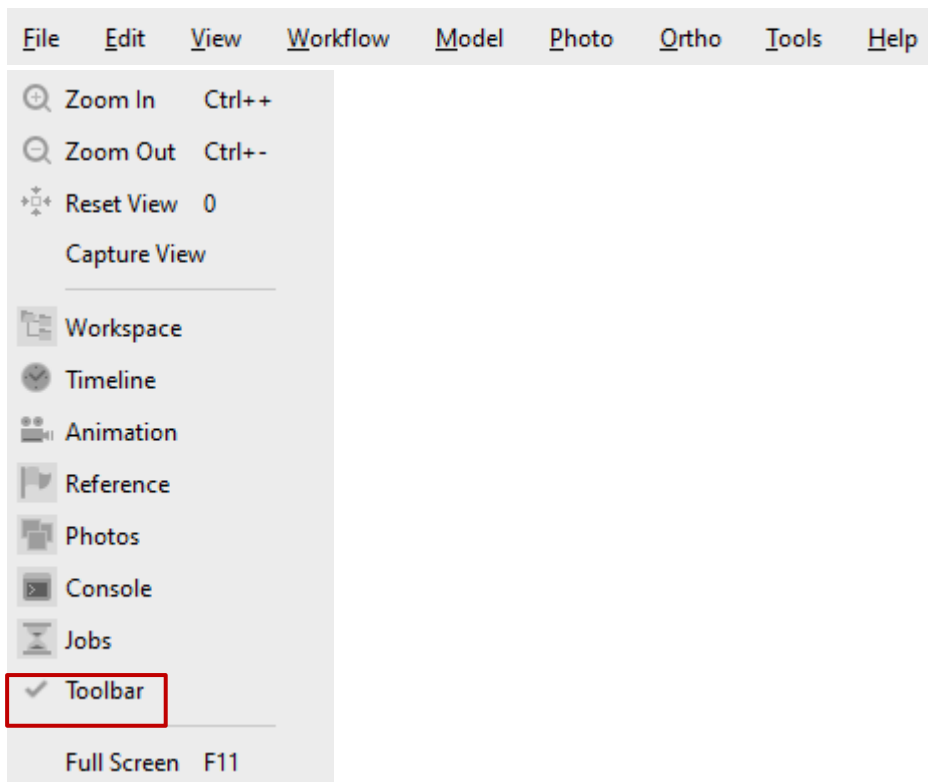 File Edit View Workflow Model Photo Ortho Tools Help
Zoom In Ctrl++
Zoom Out Ctrl+-
Reset View 0
Capture View
Workspace
Timeline
Animation
Reference
Photos
Console
Jobs
Toolbar
Full Screen F11